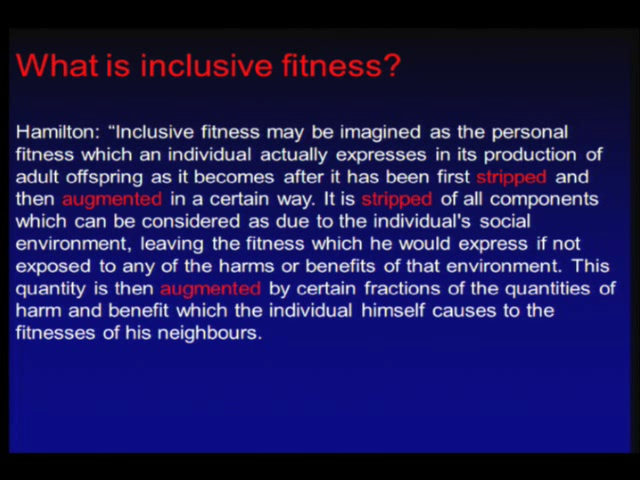 What is inclusive fitness?
Hamilton: “Inclusive fitness may be imagined as the personal
fitness which an individual actually expresses in its production of
adult offspring as it becomes after it has been first stripped and
then augmented in a certain way. It is stripped of all components
which can be considered as due to the individual's social
environment, leaving the fitness which he would express if not
exposed to any of the harms or benefits of that environment. This
quantity is then augmented by certain fractions of the quantities of
harm and benefit which the individual himself causes to the
fitnesses of his neighbours.